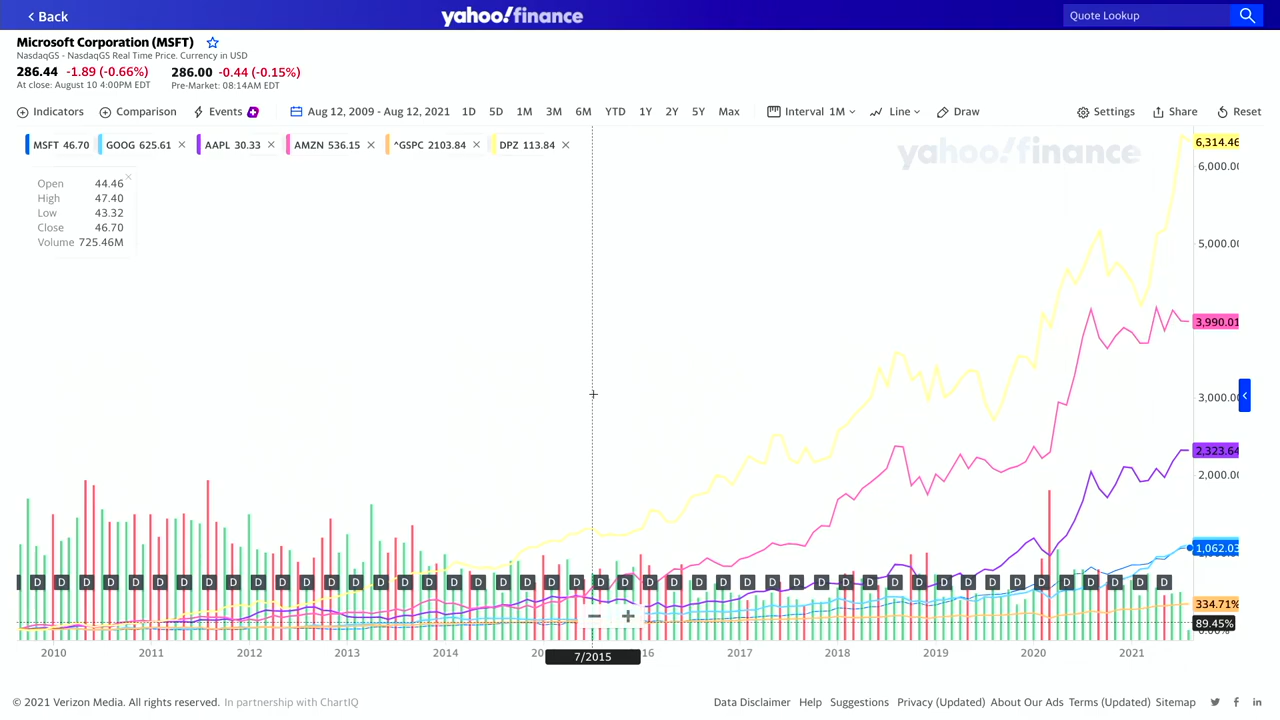 Back
yahoo!finance
Quote Lookup
Microsoft Corporation (MSFT)
NasdaqGS - NasdaqGS Real Time Price. Currency in USD
286.44 -1.89 (-0.66%) 286.00 -0.44 (-0.15%)
At close: August 10 4:00PM EDT Pre-Market: 08:14AM EDT
Indicators Comparison Events Aug 12, 2009 - Aug 12, 2021 1D 5D 1M 3M 6M YTD 1Y 2Y 5Y Max Interval 1M Line Draw Settings Share Reset
MSFT 46.70 GOOG 625.61 AAPL 30.33 AMZN 536.15 ^GSPC 2103.84 DPZ 113.84
yahoo!finance
Open 44.46
High 47.40
Low 43.32
Close 46.70
Volume 725.46M
6,314.46
6,000.00
5,000.00
3,990.01
3,000.00
2,323.64
2,000.00
1,062.03
D D D D D D D D D D D D D D D D D D D D D D D D D D D D D D D D D D D D D D D D D D D D D D D
334.71%
89.45%
2010 2011 2012 2013 2014 20 7/2015 16 2017 2018 2019 2020 2021
© 2021 Verizon Media. All rights reserved. In partnership with ChartIQ
Data Disclaimer Help Suggestions Privacy (Updated) About Our Ads Terms (Updated) Sitemap